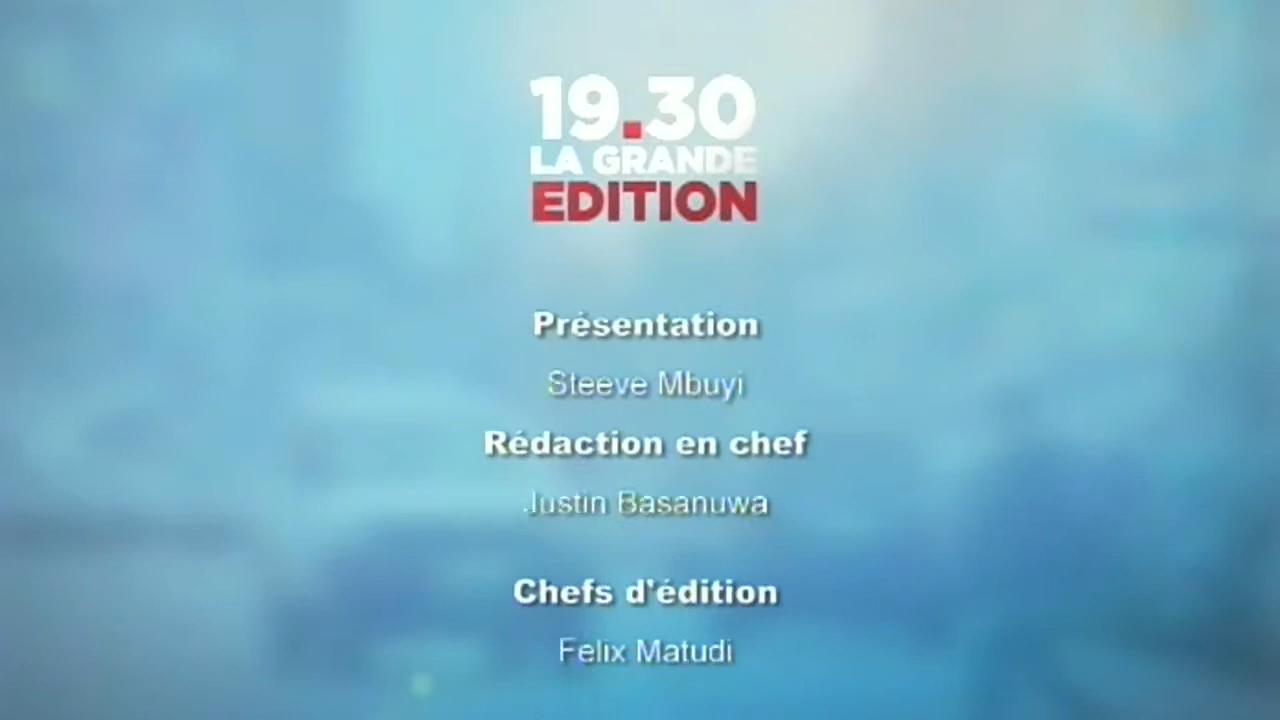 19.30
LA GRANDE
EDITION
Présentation
Steeve Mbuyi
Rédaction en chef
Justin Basanuwa
Chefs d'édition
Felix Matudi